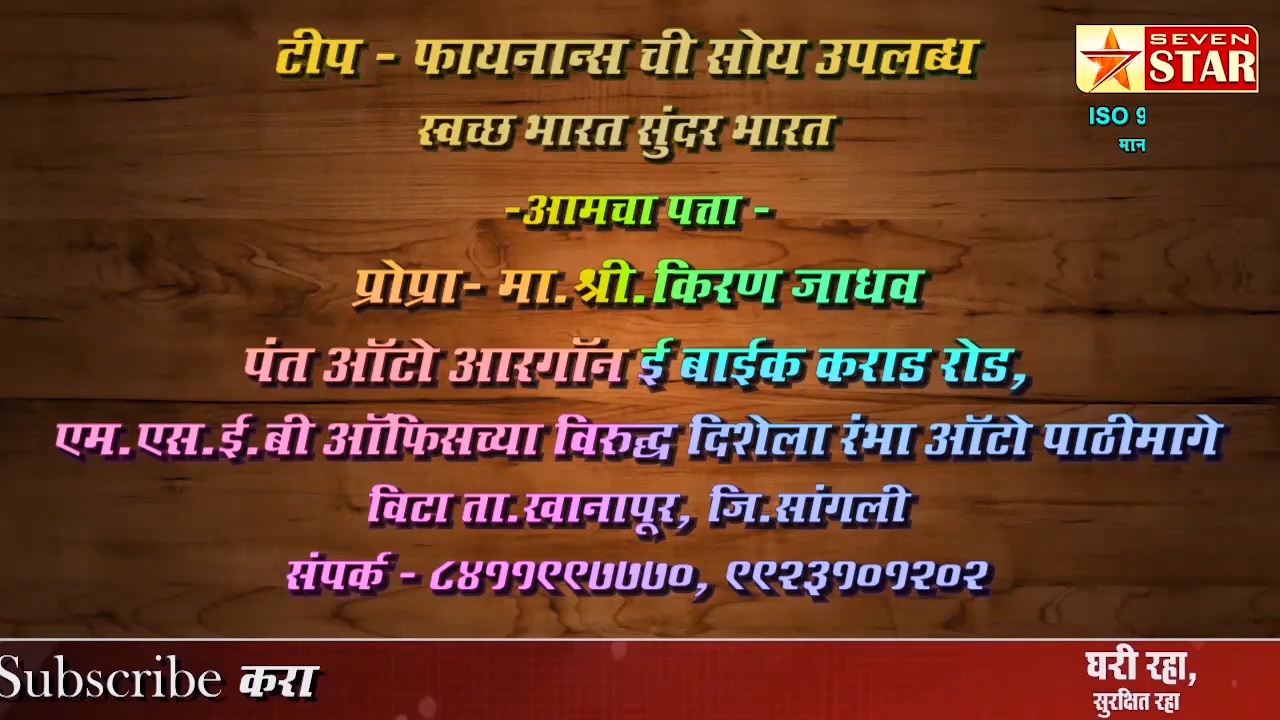 टीप - फायनान्स ची सोय उपलब्ध
स्वच्छ भारत सुंदर भारत
-आमचा पत्ता -
प्रोप्रा- मा.श्री.किरण जाधव
पंत ऑटो आरगॉन ई बाईक कराड रोड,
एम.एस.ई.बी ऑफिसच्या विरुद्ध दिशेला रंभा ऑटो पाठीमागे
विटा ता.खानापूर, जि.सांगली
संपर्क - ८४११९९७७७०, ९९२३१०१२०२
SEVEN
STAR
ISO 9
मान
Subscribe करा
घरी रहा,
सुरक्षित रहा